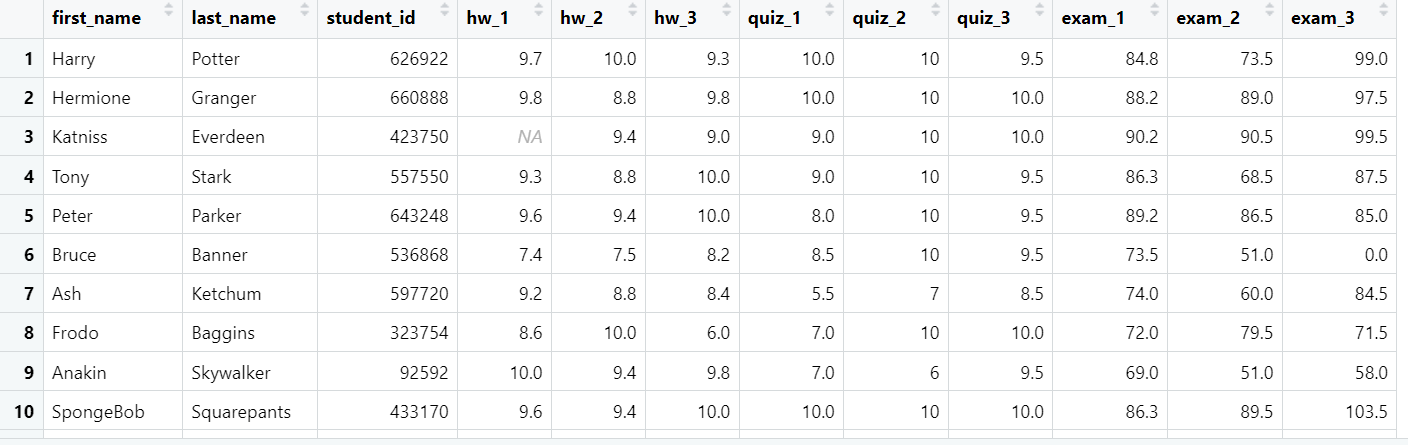 first_name last_name student_id hw_1 hw_2 hw_3 quiz_1 quiz_2 quiz_3 exam_1 exam_2 exam_3
1 Harry Potter 626922 9.7 10.0 9.3 10.0 10 9.5 84.8 73.5 99.0
2 Hermione Granger 660888 9.8 8.8 9.8 10.0 10 10.0 88.2 89.0 97.5
3 Katniss Everdeen 423750 NA 9.4 9.0 9.0 10 10.0 90.2 90.5 99.5
4 Tony Stark 557550 9.3 8.8 10.0 9.0 10 9.5 86.3 68.5 87.5
5 Peter Parker 643248 9.6 9.4 10.0 8.0 10 9.5 89.2 86.5 85.0
6 Bruce Banner 536868 7.4 7.5 8.2 8.5 10 9.5 73.5 51.0 0.0
7 Ash Ketchum 597720 9.2 8.8 8.4 5.5 7 8.5 74.0 60.0 84.5
8 Frodo Baggins 323754 8.6 10.0 6.0 7.0 10 10.0 72.0 79.5 71.5
9 Anakin Skywalker 92592 10.0 9.4 9.8 7.0 6 9.5 69.0 51.0 58.0
10 SpongeBob Squarepants 433170 9.6 9.4 10.0 10.0 10 10.0 86.3 89.5 103.5